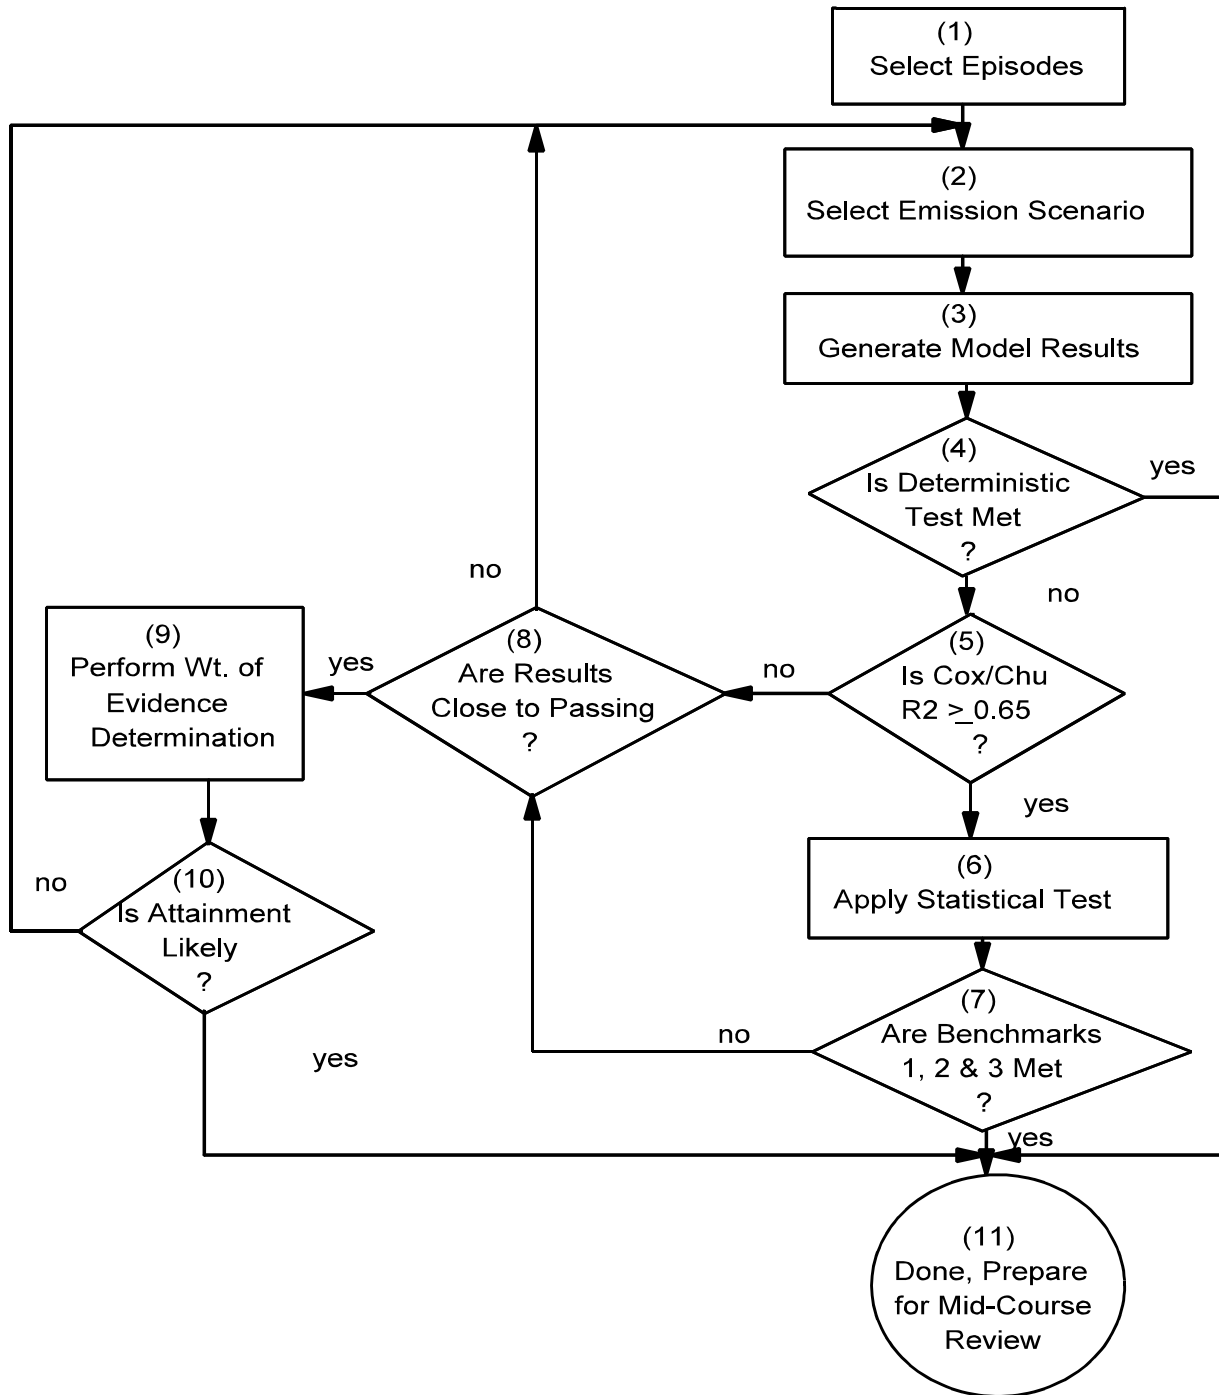 (1)
Select Episodes
(2)
Select Emission Scenario
(3)
Generate Model Results
(4)
Is Deterministic
Test Met
?
yes
no
(5)
Is Cox/Chu
R2 >_0.65
?
no
yes
(6)
Apply Statistical Test
(7)
Are Benchmarks
1, 2 & 3 Met
?
no
yes
(8)
Are Results
Close to Passing
?
no
yes
(9)
Perform Wt. of
Evidence
Determination
(10)
Is Attainment
Likely
?
no
yes
(11)
Done, Prepare
for Mid-Course
Review